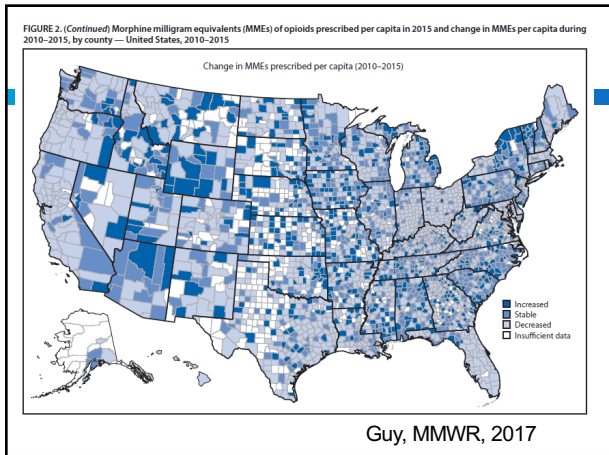 FIGURE 2. (Continued) Morphine milligram equivalents (MMEs) of opioids prescribed per capita in 2015 and change in MMEs per capita during
2010–2015, by county — United States, 2010–2015
Change in MMEs prescribed per capita (2010–2015)
Increased
Stable
Decreased
Insufficient data
Guy, MMWR, 2017